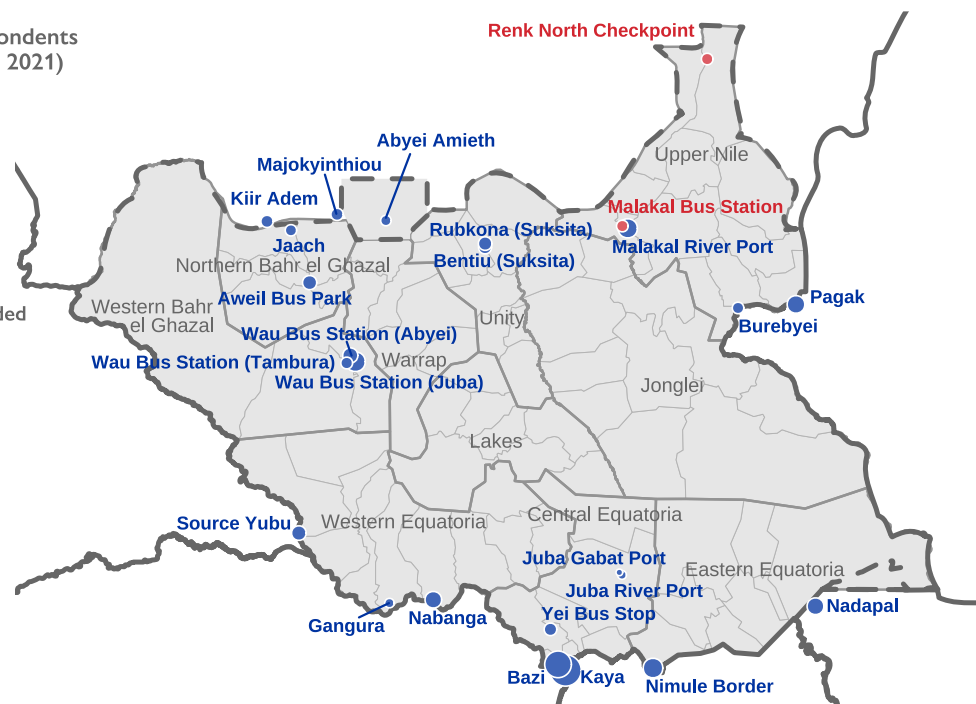 Renk North Checkpoint
ondents
2021)
Abyei Amieth
Upper Nile
Majokyinthiou
Kiir Adem
Malakal Bus Station
Rubkona (Suksita)
Jaach
Malakal River Port
Bentiu (Suksita)
Northern Bahr el Ghazal
Aweil Bus Park
Pagak
Western Bahr
el Ghazal
ded
Unity
Burebyei
Wau Bus Station (Abyei)
Wau Bus Station (Tambura)
Warrap
Wau Bus Station (Juba)
Jonglei
Lakes
Source Yubu
Western Equatoria
Central Equatoria
Juba Gabat Port
Eastern Equatoria
Juba River Port
Nadapal
Yei Bus Stop
Nabanga
Gangura
Bazi
Kaya
Nimule Border